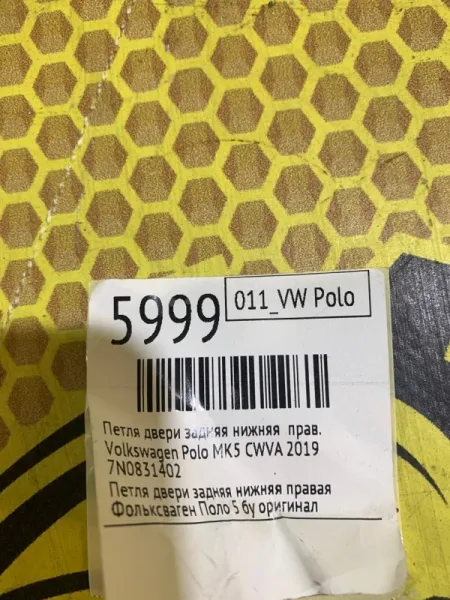 5999
011_VW Polo
Петля двери задняя нижняя прав.
Volkswagen Polo MK5 CWVA 2019
7N0831402
Петля двери задняя нижняя правая
Фольксваген Поло 5 бу оригинал